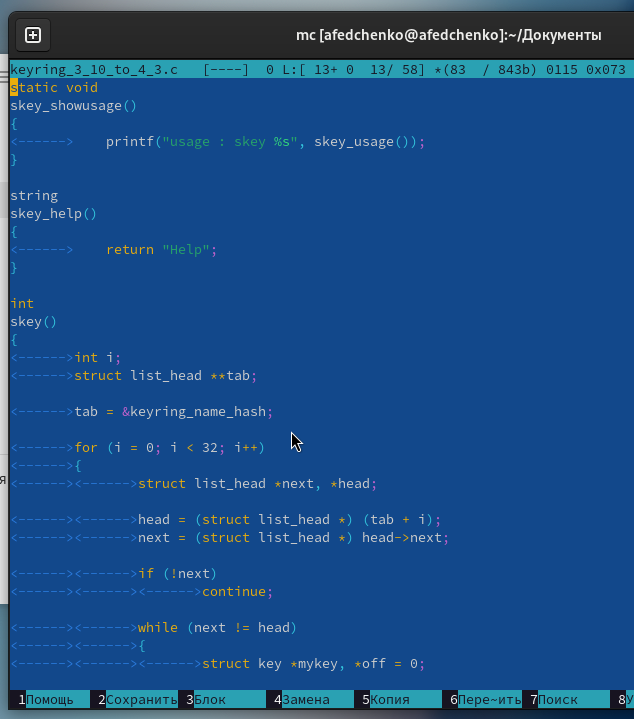 mc [afedchenko@afedchenko]:~/Документы
keyring_3_10_to_4_3.c   [----]  0 L:[ 13+ 0  13/ 58] *(83  / 843b) 0115 0x073
static void
skey_showusage()
{
<------>    printf("usage : skey %s", skey_usage());
}
string
skey_help()
{
<------>    return "Help";
}
int
skey()
{
<------>int i;
<------>struct list_head **tab;
<------>tab = &keyring_name_hash;
<------>for (i = 0; i < 32; i++)
<------>{
<------><------>struct list_head *next, *head;
<------><------>head = (struct list_head *) (tab + i);
<------><------>next = (struct list_head *) head->next;
<------><------>if (!next)
<------><------><------>continue;
<------><------>while (next != head)
<------><------>{
<------><------><------>struct key *mykey, *off = 0;
1Помощь 2Сохранить 3Блок 4Замена 5Копия 6Пере~ить 7Поиск 8У
я